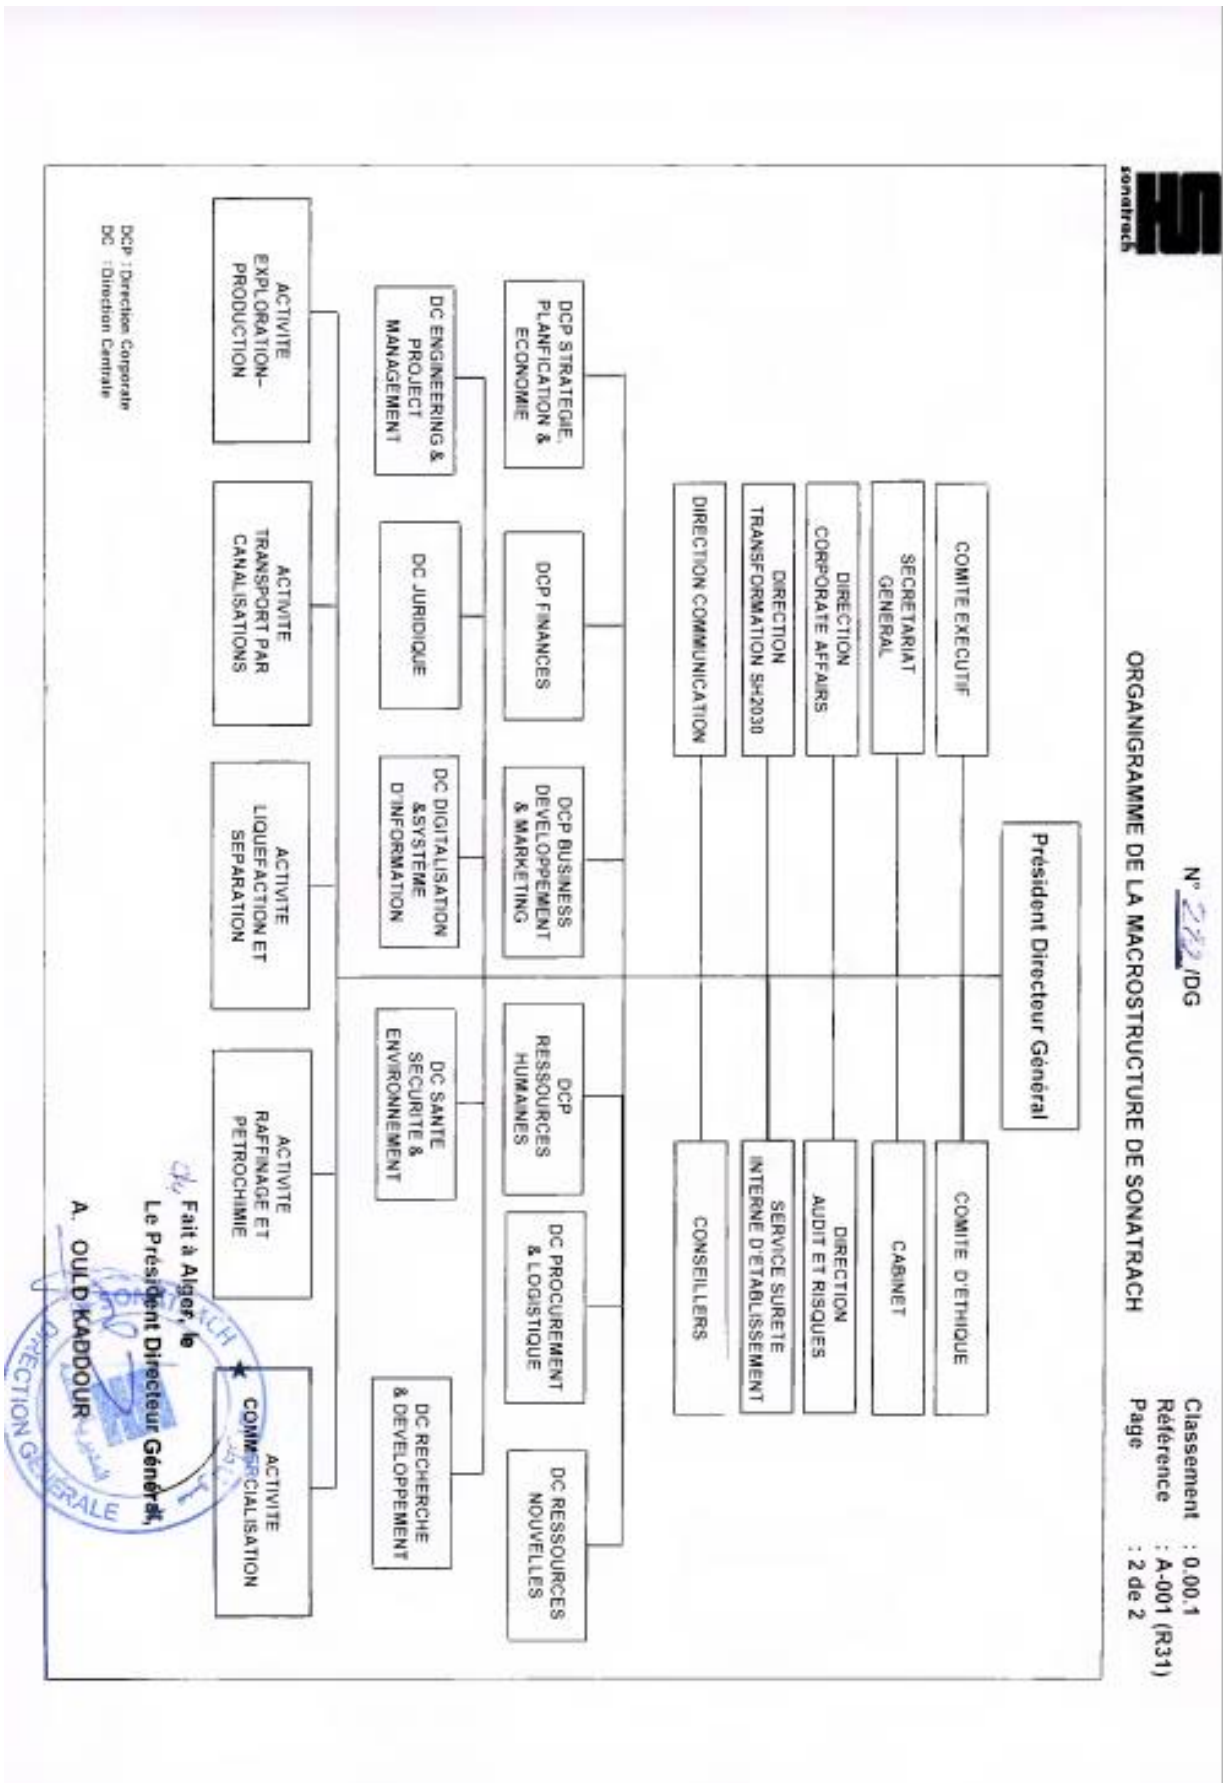 sonatrach
N° /DG
Classement : 0.00.1
Référence : A-001 (R31)
Page : 2 de 2
ORGANIGRAMME DE LA MACROSTRUCTURE DE SONATRACH
Président Directeur Général
COMITE EXECUTIF
COMITE D'ETHIQUE
SECRETARIAT
GENERAL
CABINET
DIRECTION
CORPORATE AFFAIRS
DIRECTION
AUDIT ET RISQUES
DIRECTION
TRANSFORMATION SH2030
SERVICE SURETE
INTERNE D'ETABLISSEMENT
DIRECTION COMMUNICATION
CONSEILLERS
DCP STRATEGIE,
PLANFICATION &
ECONOMIE
DCP FINANCES
DCP BUSINESS
DEVELOPPEMENT
& MARKETING
DCP
RESSOURCES
HUMAINES
DC PROCUREMENT
& LOGISTIQUE
DC RESSOURCES
NOUVELLES
DC ENGINEERING &
PROJECT
MANAGEMENT
DC JURIDIQUE
DC DIGITALISATION
&SYSTÈME
D'INFORMATION
DC SANTE
SECURITE &
ENVIRONNEMENT
DC RECHERCHE
& DEVELOPPEMENT
ACTIVITE
EXPLORATION–
PRODUCTION
ACTIVITE
TRANSPORT PAR
CANALISATIONS
ACTIVITE
LIQUEFACTION ET
SEPARATION
ACTIVITE
RAFFINAGE ET
PETROCHIMIE
ACTIVITE
COMMERCIALISATION
DCP : Direction Corporate
DC : Direction Centrale
Fait à Alger, le
Le Président Directeur Général,
A. OULD KADDOUR
SONATRACH
DIRECTION GENERALE